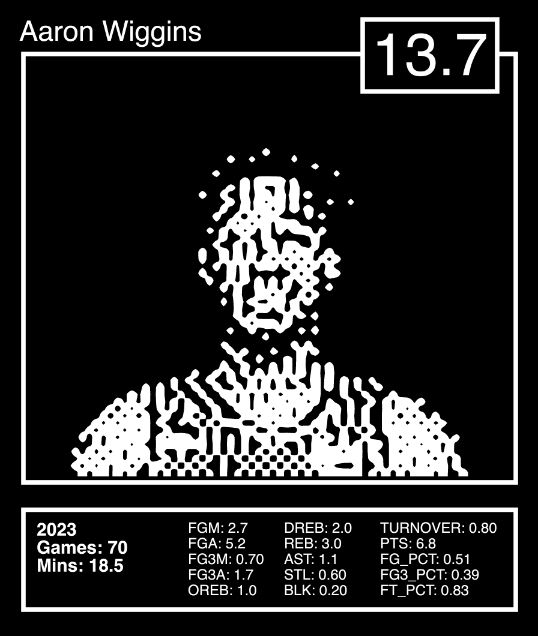 Aaron Wiggins
13.7
2023
Games: 70
Mins: 18.5
FGM: 2.7
FGA: 5.2
FG3M: 0.70
FG3A: 1.7
OREB: 1.0
DREB: 2.0
REB: 3.0
AST: 1.1
STL: 0.60
BLK: 0.20
TURNOVER: 0.80
PTS: 6.8
FG_PCT: 0.51
FG3_PCT: 0.39
FT_PCT: 0.83